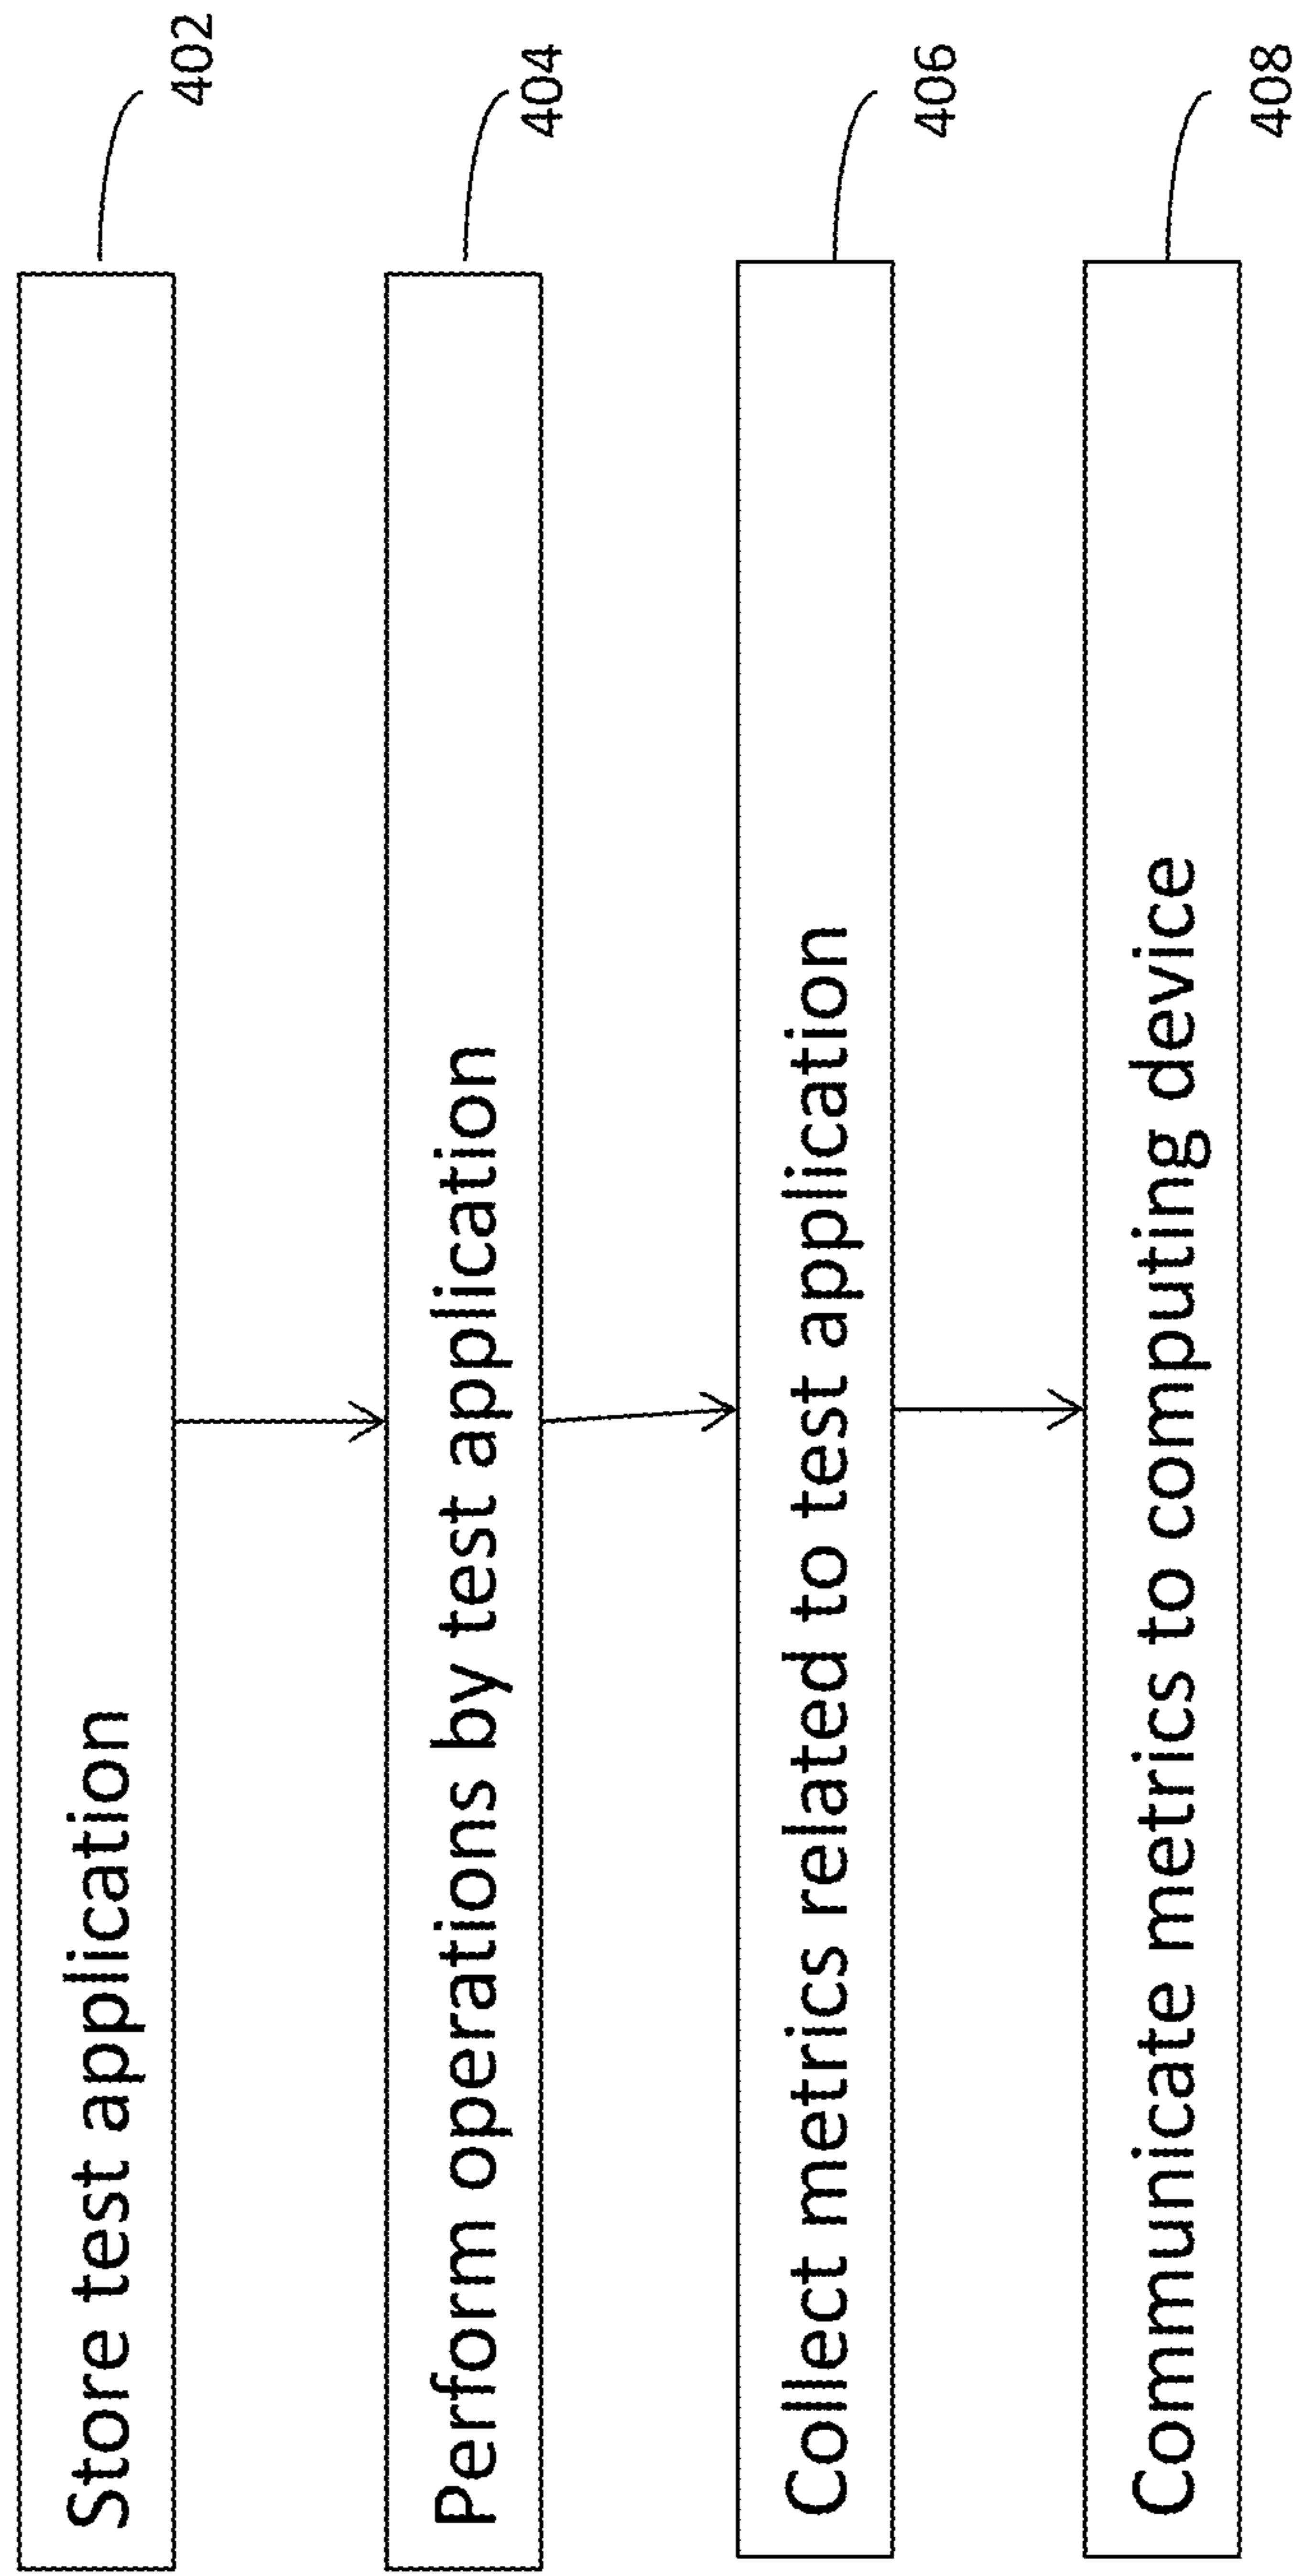 Store test application
402
Perform operations by test application
404
Collect metrics related to test application
406
Communicate metrics to computing device
408